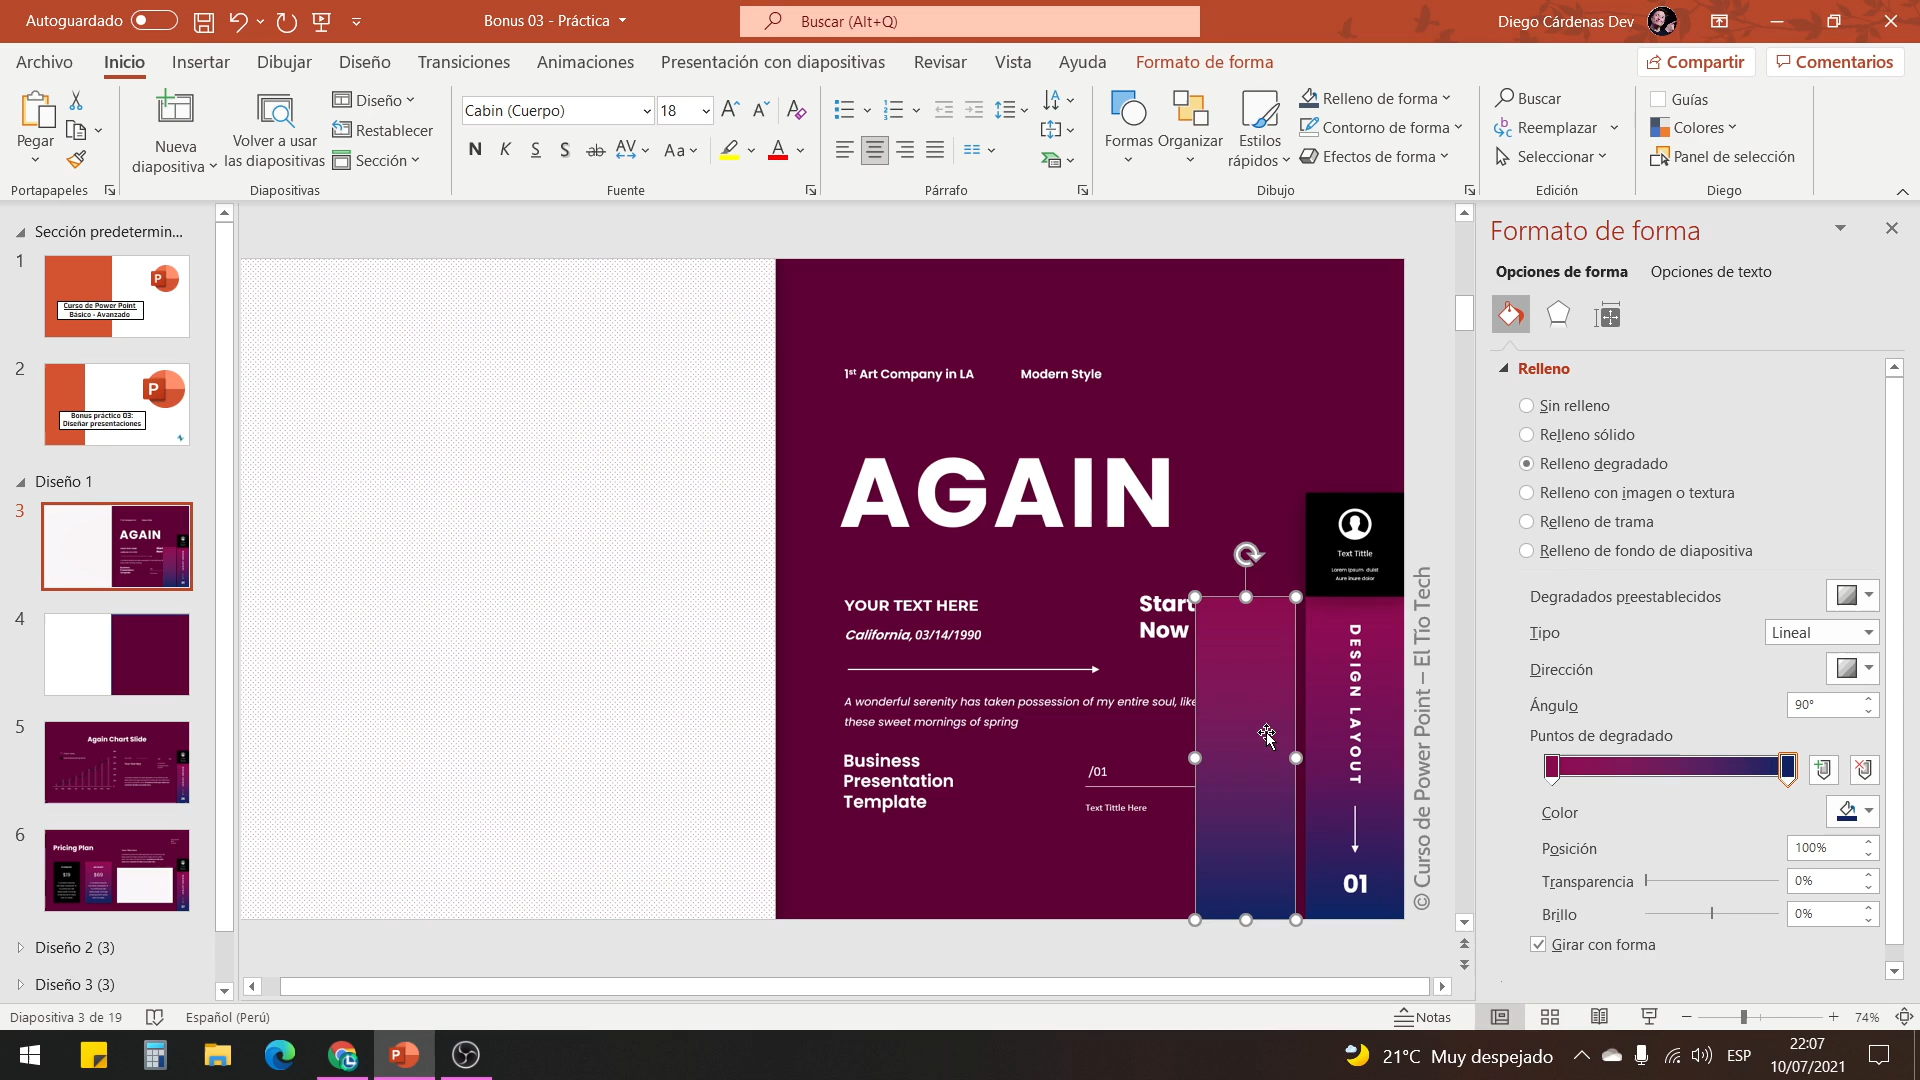 Autoguardado
Bonus 03 - Práctica
Buscar (Alt+Q)
Diego Cárdenas Dev
Archivo
Inicio
Insertar
Dibujar
Diseño
Transiciones
Animaciones
Presentación con diapositivas
Revisar
Vista
Ayuda
Formato de forma
Compartir
Comentarios
Pegar
Portapapeles
Nueva
diapositiva
Volver a usar
las diapositivas
Diseño
Restablecer
Sección
Diapositivas
Cabin (Cuerpo)
18
N K S S ab AV Aa A
Fuente
Párrafo
Formas
Organizar
Estilos
rápidos
Relleno de forma
Contorno de forma
Efectos de forma
Dibujo
Buscar
Reemplazar
Seleccionar
Edición
Guías
Colores
Panel de selección
Diego
Sección predetermin...
1
Curso de Power Point
Básico - Avanzado
2
Bonus práctico 03:
Diseñar presentaciones
Diseño 1
3
AGAIN
4
5
Again Chart Slide
6
Pricing Plan
Diseño 2 (3)
Diseño 3 (3)
1st Art Company in LA
Modern Style
AGAIN
YOUR TEXT HERE
California, 03/14/1990
Start
Now
A wonderful serenity has taken possession of my entire soul, like
these sweet mornings of spring
Business
Presentation
Template
/01
Text Tittle Here
Text Tittle
Lorem ipsum duist
Aure Inure dolor
DESIGN LAYOUT
01
© Curso de Power Point – El Tío Tech
Formato de forma
Opciones de forma
Opciones de texto
Relleno
Sin relleno
Relleno sólido
Relleno degradado
Relleno con imagen o textura
Relleno de trama
Relleno de fondo de diapositiva
Degradados preestablecidos
Tipo
Lineal
Dirección
Ángulo
90°
Puntos de degradado
Color
Posición
100%
Transparencia
0%
Brillo
0%
Girar con forma
Diapositiva 3 de 19
Español (Perú)
Notas
74%
21°C Muy despejado
ESP
22:07
10/07/2021